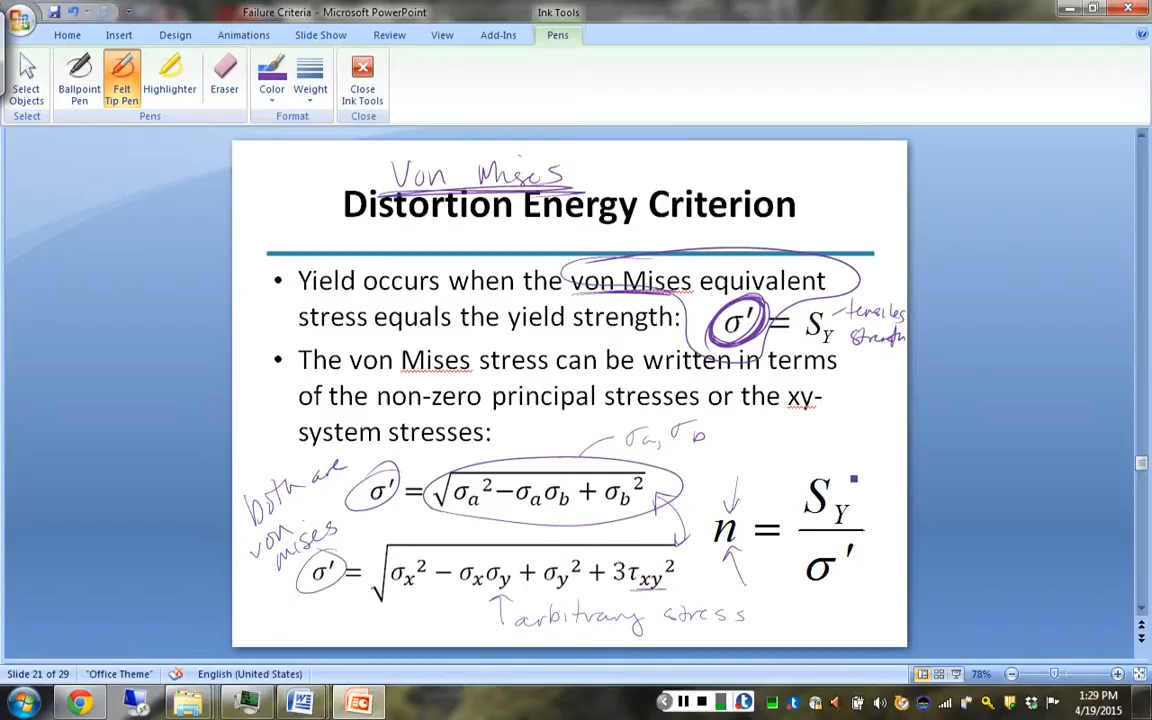 Failure Criteria - Microsoft PowerPoint
Ink Tools
Home Insert Design Animations Slide Show Review View Add-Ins Pens
Select Objects
Ballpoint Pen
Felt Tip Pen
Highlighter
Eraser
Color
Weight
Close Ink Tools
Select Pens Format Close
Von Mises
Distortion Energy Criterion
• Yield occurs when the von Mises equivalent
stress equals the yield strength: σ' = S_Y
tensile strength
• The von Mises stress can be written in terms
of the non-zero principal stresses or the xy-
system stresses:
σa, σb
both are von mises
σ' = √(σa² − σaσb + σb²)
n = S_Y / σ'
σ' = √(σx² − σxσy + σy² + 3τxy²)
arbitrary stress
Slide 21 of 29 "Office Theme" English (United States) 78%
1:29 PM
4/19/2015